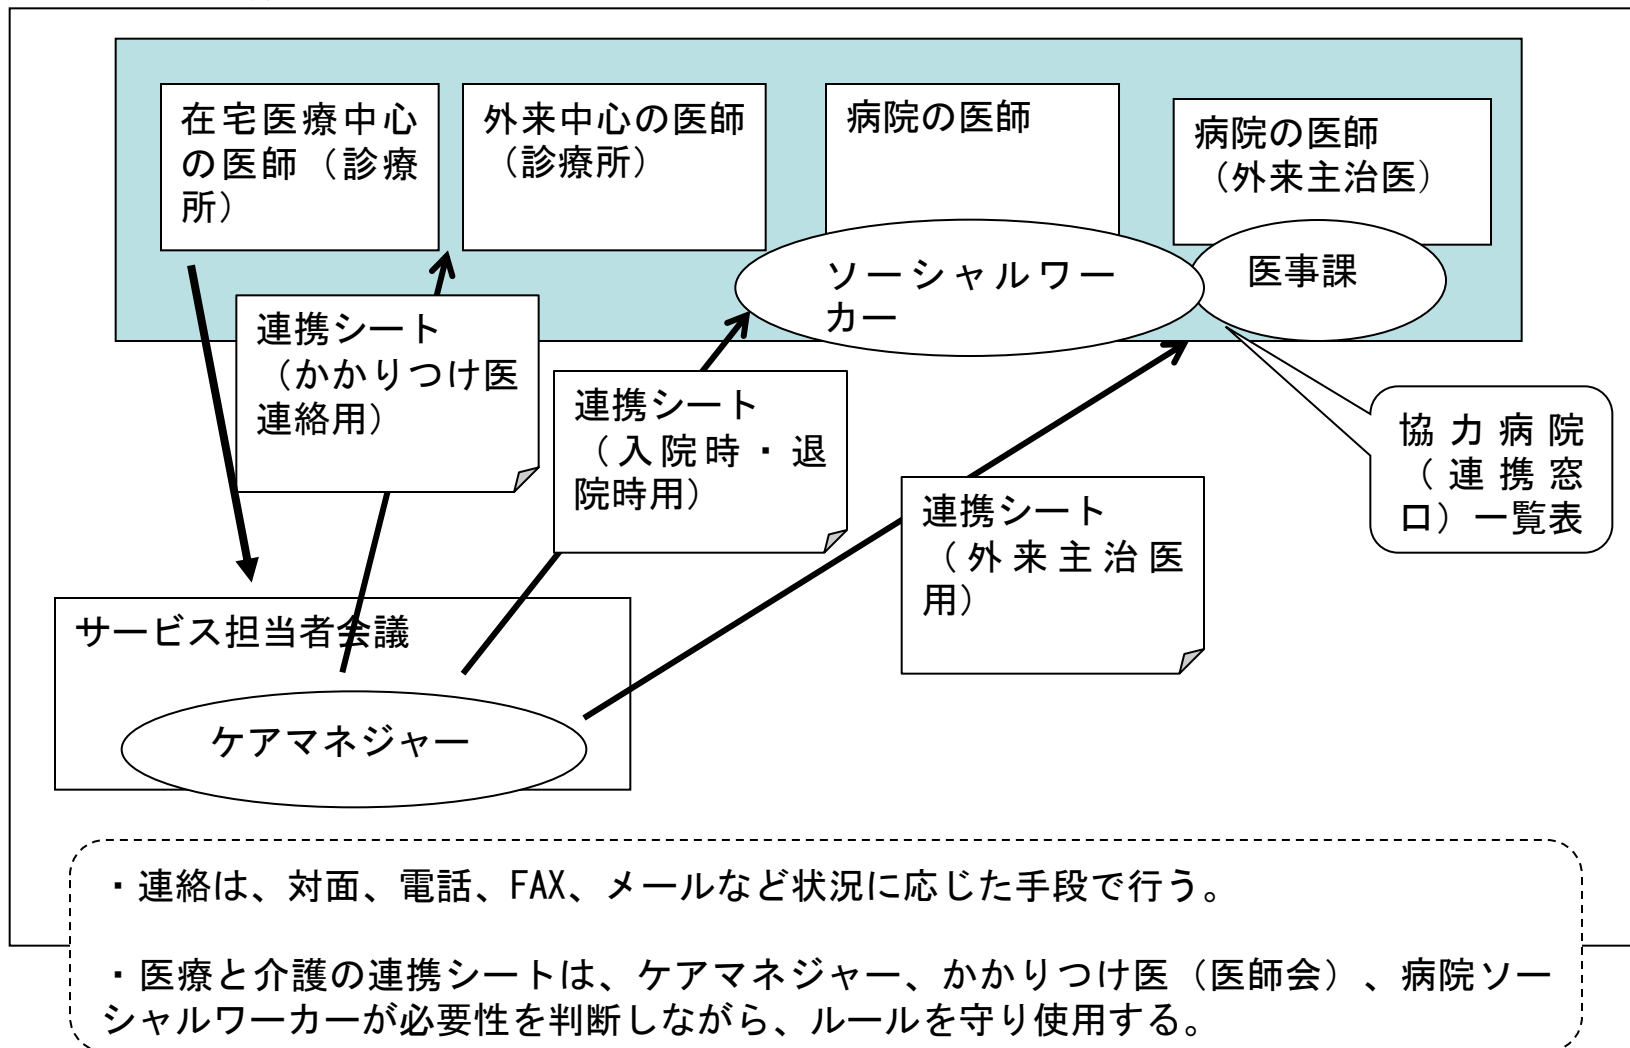 在宅医療中心
の医師（診療
所）
外来中心の医師
（診療所）
病院の医師
病院の医師
（外来主治医）
ソーシャルワー
カー
医事課
連携シート
（かかりつけ医
連絡用）
連携シート
（入院時・退
院時用）
連携シート
（外来主治医
用）
協力病院
（連携窓
口）一覧表
サービス担当者会議
ケアマネジャー
・連絡は、対面、電話、FAX、メールなど状況に応じた手段で行う。
・医療と介護の連携シートは、ケアマネジャー、かかりつけ医（医師会）、病院ソー
シャルワーカーが必要性を判断しながら、ルールを守り使用する。